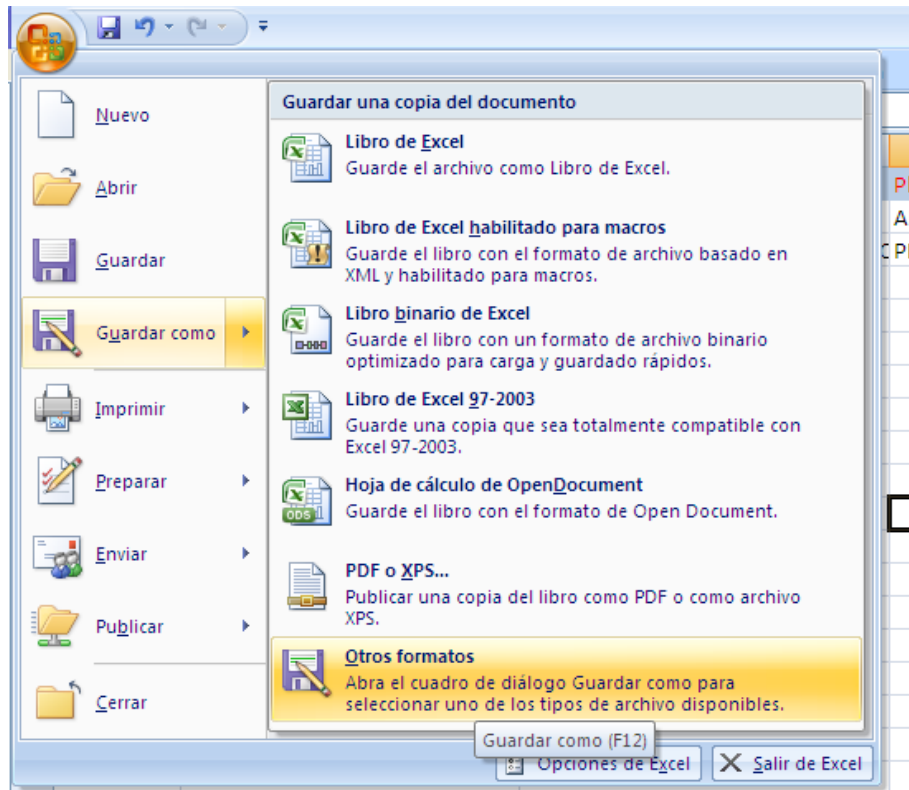 Nuevo
Abrir
Guardar
Guardar como
Imprimir
Preparar
Enviar
Publicar
Cerrar
Guardar una copia del documento
Libro de Excel
Guarde el archivo como Libro de Excel.
Libro de Excel habilitado para macros
Guarde el libro con el formato de archivo basado en
XML y habilitado para macros.
Libro binario de Excel
Guarde el libro con un formato de archivo binario
optimizado para carga y guardado rápidos.
Libro de Excel 97-2003
Guarde una copia que sea totalmente compatible con
Excel 97-2003.
Hoja de cálculo de OpenDocument
ODS
Guarde el libro con el formato de Open Document.
PDF o XPS...
Publicar una copia del libro como PDF o como archivo
XPS.
Otros formatos
Abra el cuadro de diálogo Guardar como para
seleccionar uno de los tipos de archivo disponibles.
Guardar como (F12)
Opciones de Excel
Salir de Excel